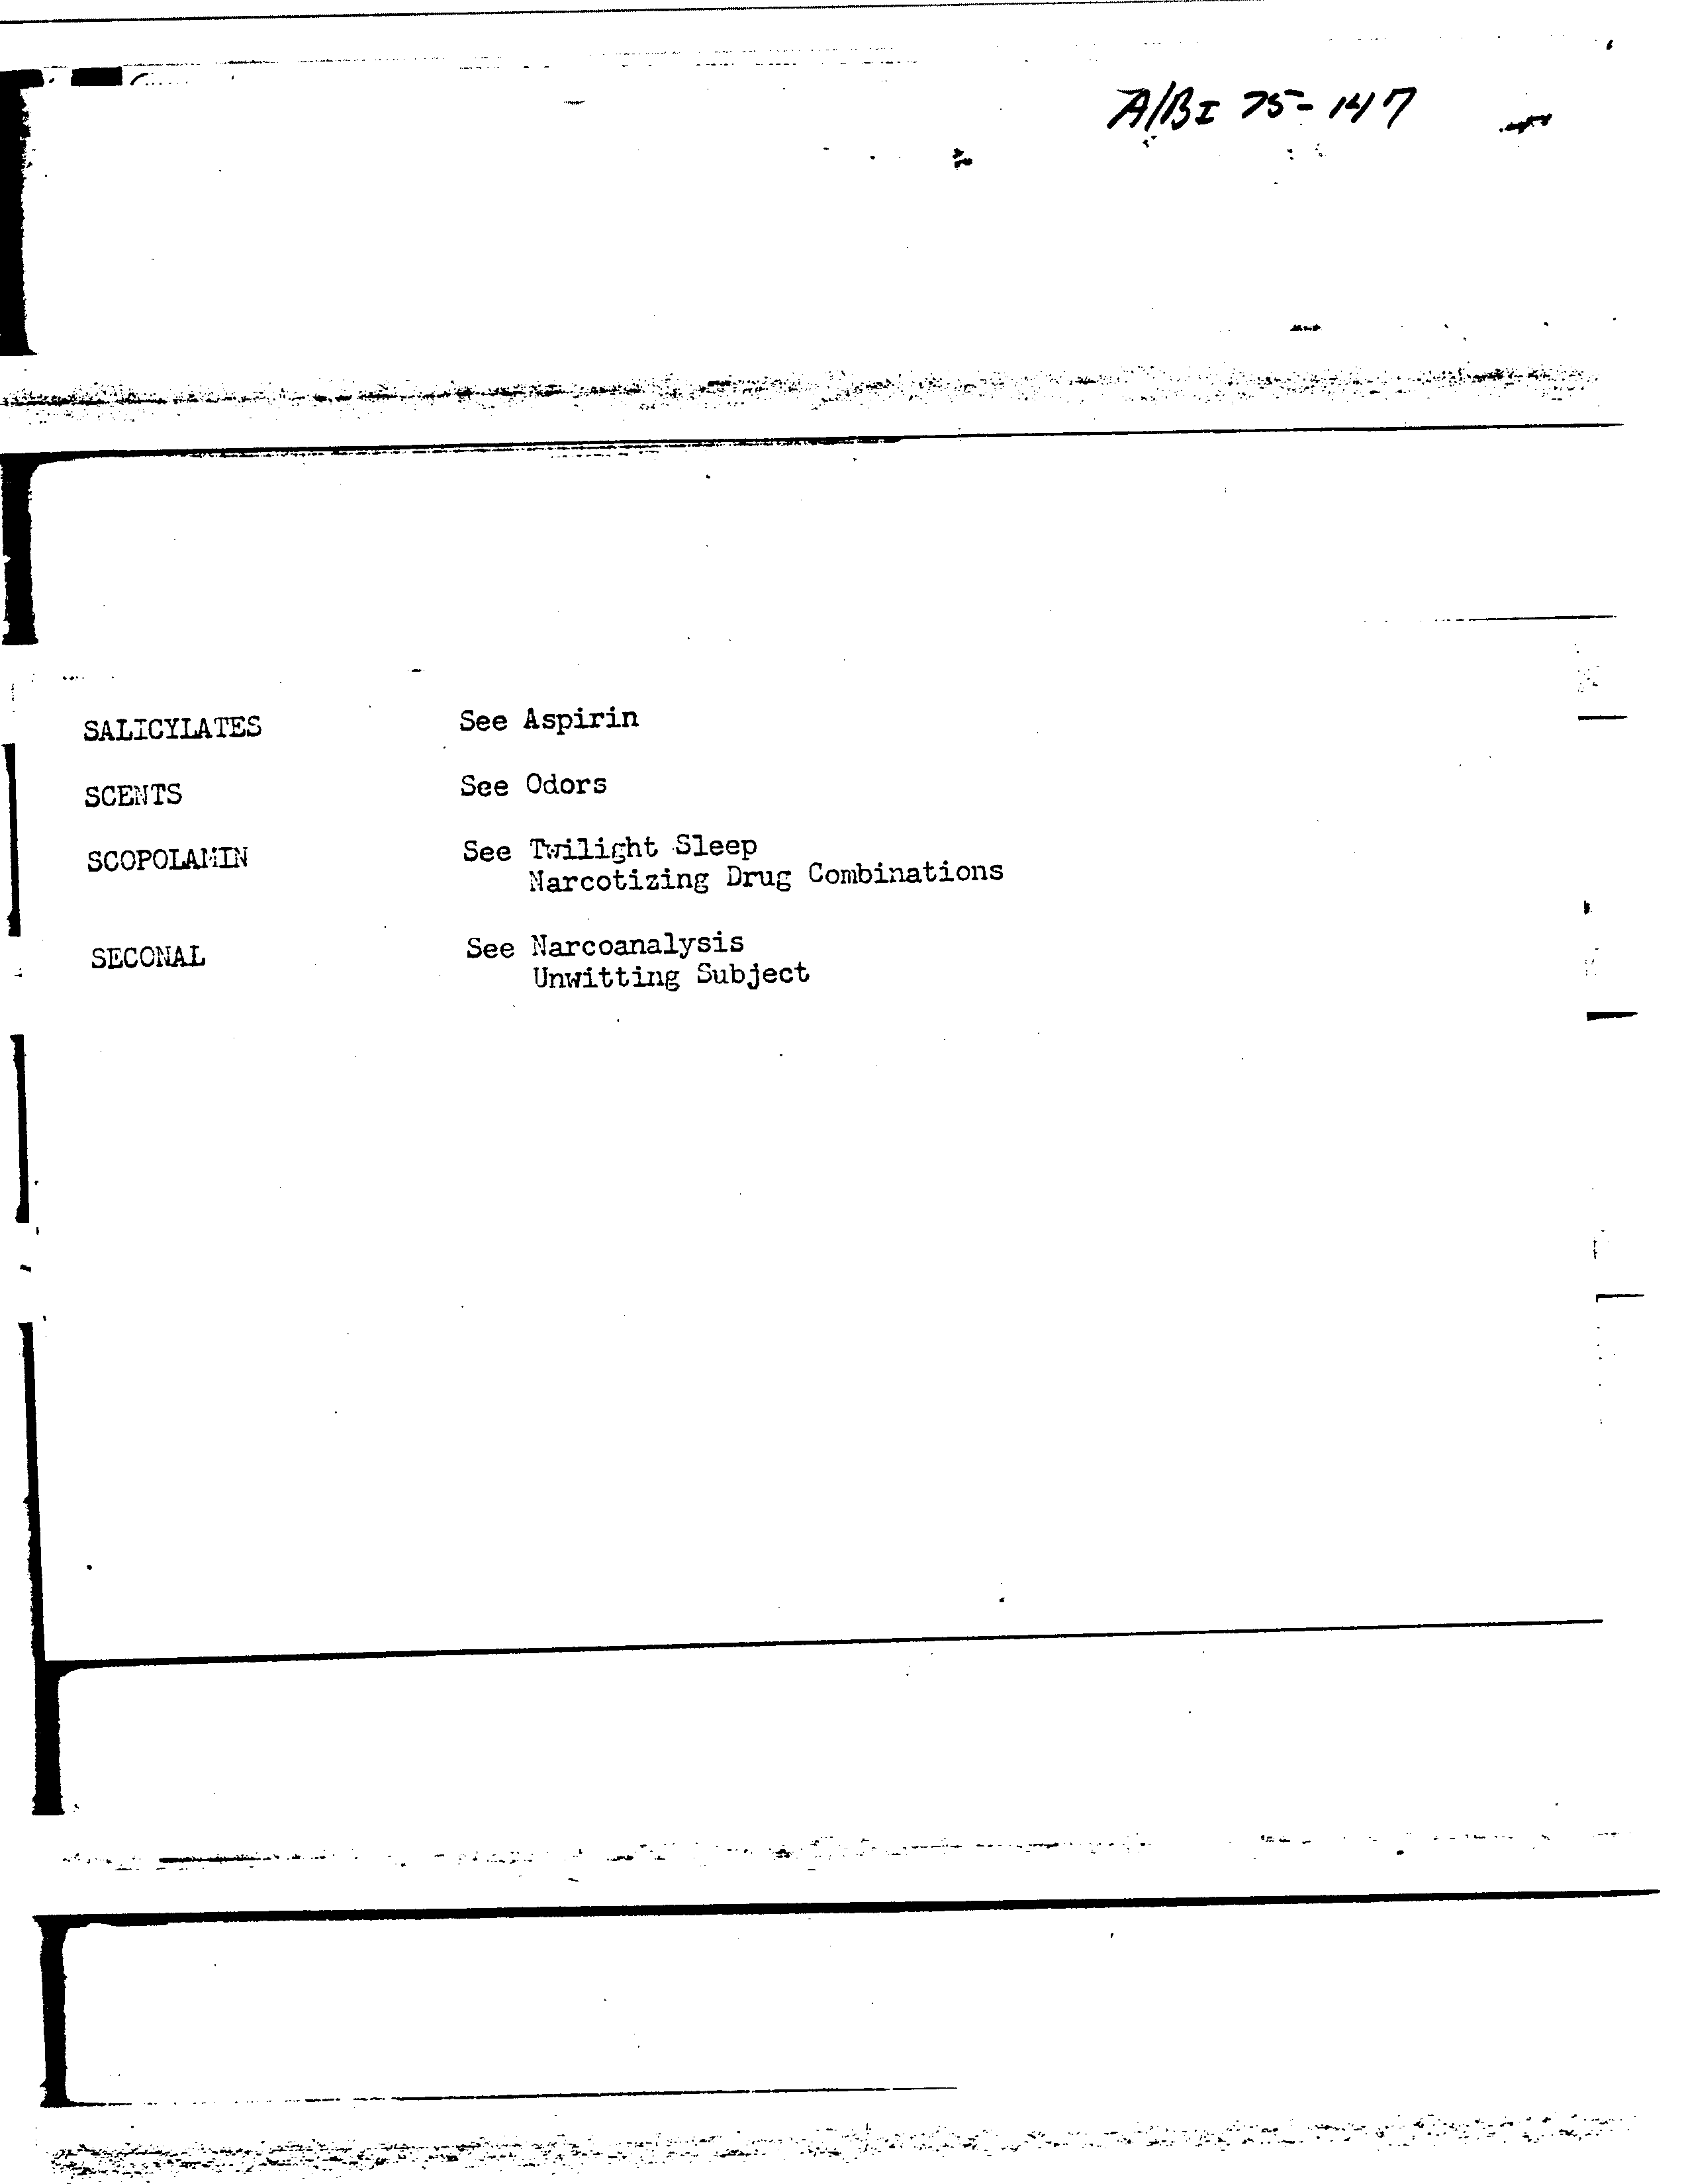 A/BI 75-147
SALICYLATES See Aspirin
SCENTS See Odors
SCOPOLAMIN See Twilight Sleep
Narcotizing Drug Combinations
SECONAL See Narcoanalysis
Unwitting Subject